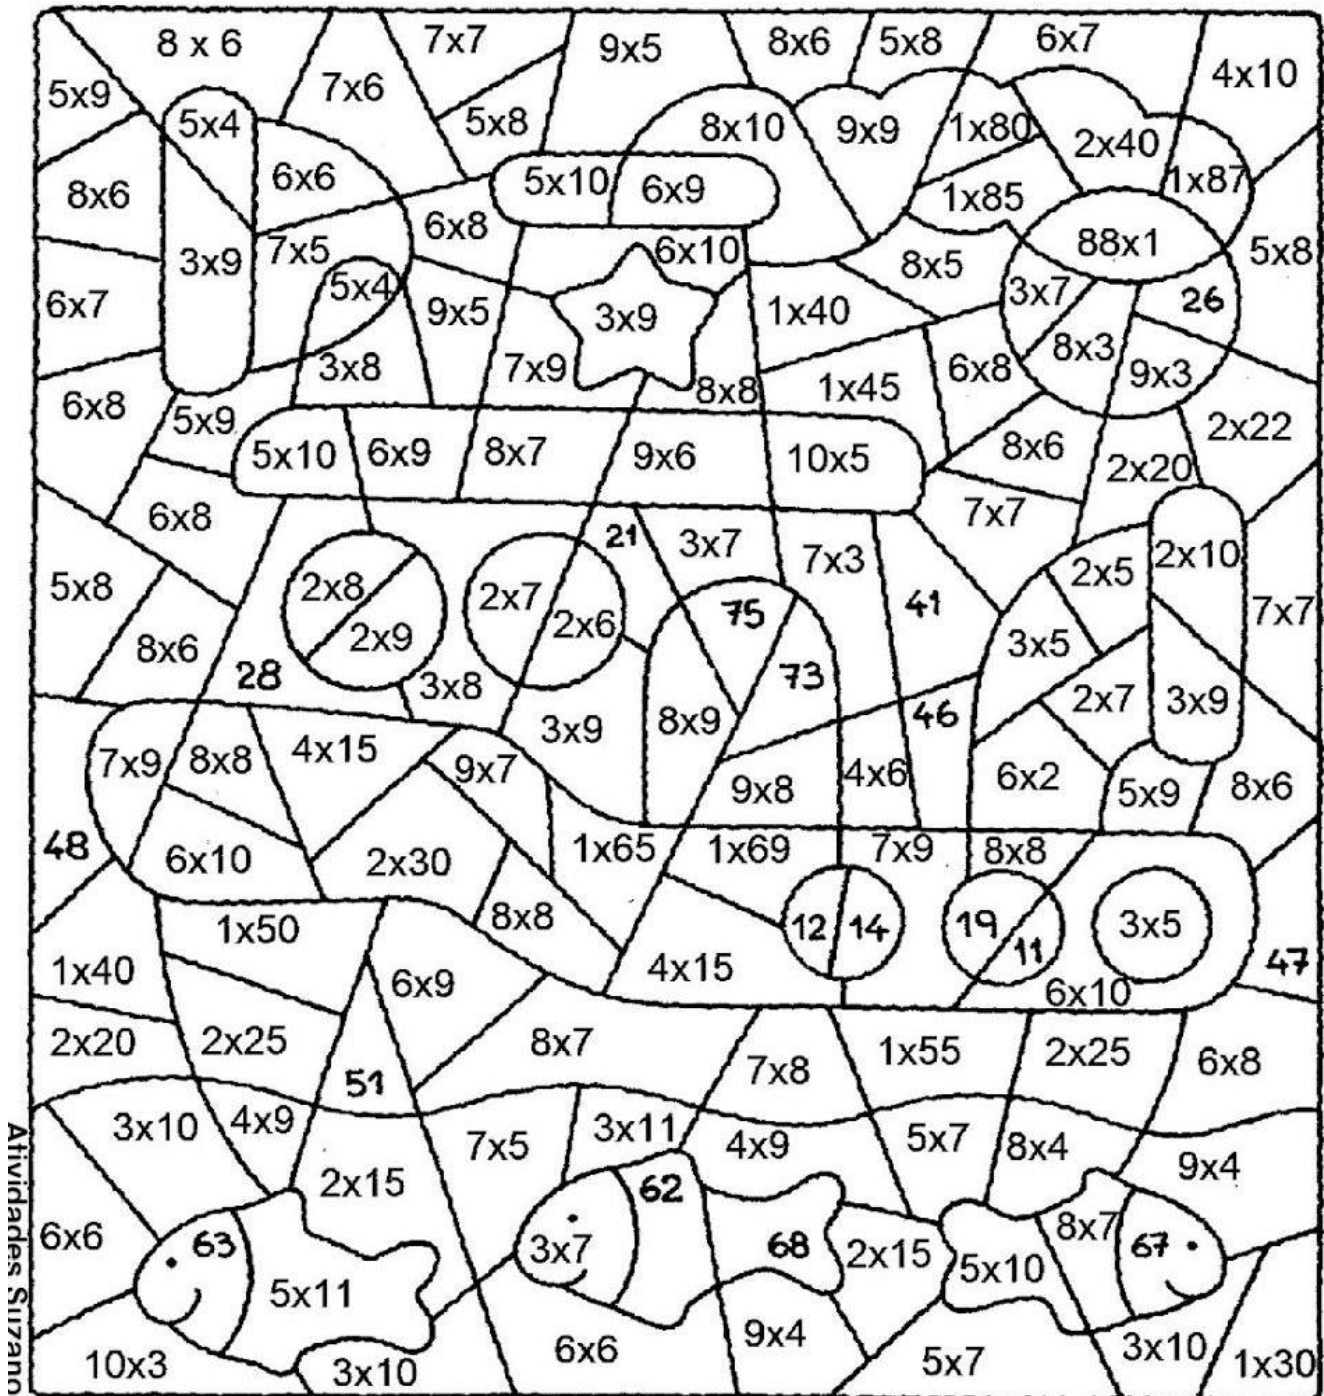 8 x 6
7x7
9x5
8x6
5x8
6x7
4x10
5x9
7x6
5x8
5x4
8x10
9x9
1x80
2x40
8x6
6x6
5x10
6x9
1x85
1x87
6x8
7x5
3x9
6x10
8x5
88x1
5x8
6x7
5x4
9x5
3x9
1x40
3x7
26
3x8
7x9
8x8
1x45
6x8
8x3
9x3
6x8
5x9
2x22
5x10
6x9
8x7
9x6
10x5
8x6
2x20
6x8
7x7
21
3x7
7x3
2x10
2x5
5x8
2x8
2x7
2x6
75
41
7x7
2x9
3x5
8x6
28
3x8
73
2x7
3x9
3x9
8x9
46
7x9
8x8
4x15
9x7
9x8
4x6
6x2
5x9
8x6
48
6x10
2x30
1x65
1x69
7x9
8x8
8x8
12
14
19
11
3x5
1x50
1x40
6x9
4x15
6x10
47
2x20
2x25
8x7
7x8
1x55
2x25
6x8
51
3x10
4x9
7x5
3x11
4x9
5x7
8x4
9x4
2x15
62
6x6
63
3x7
68
2x15
5x10
8x7
67
5x11
10x3
3x10
6x6
9x4
5x7
3x10
1x30
Atividades Suzano